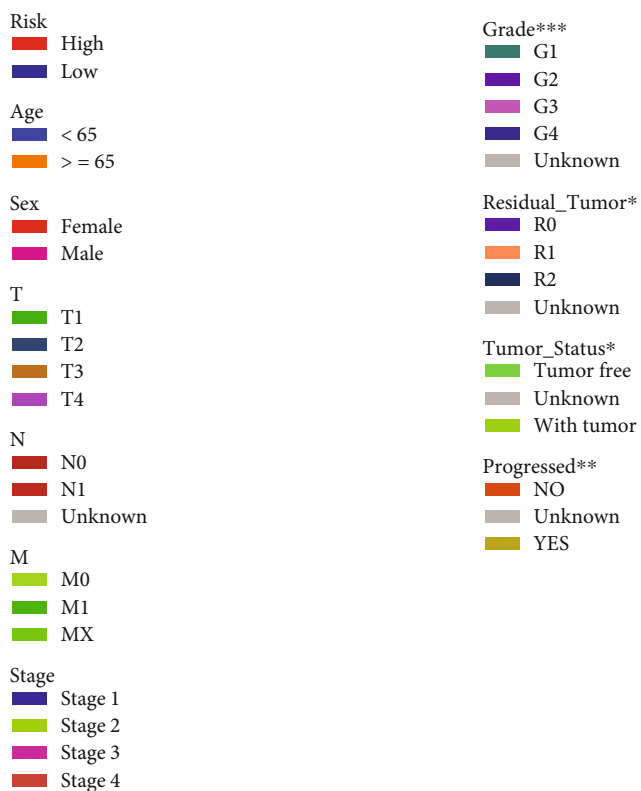 Risk
High
Low
Age
< 65
> = 65
Sex
Female
Male
T
T1
T2
T3
T4
N
N0
N1
Unknown
M
M0
M1
MX
Stage
Stage 1
Stage 2
Stage 3
Stage 4
Grade***
G1
G2
G3
G4
Unknown
Residual_Tumor*
R0
R1
R2
Unknown
Tumor_Status*
Tumor free
Unknown
With tumor
Progressed**
NO
Unknown
YES